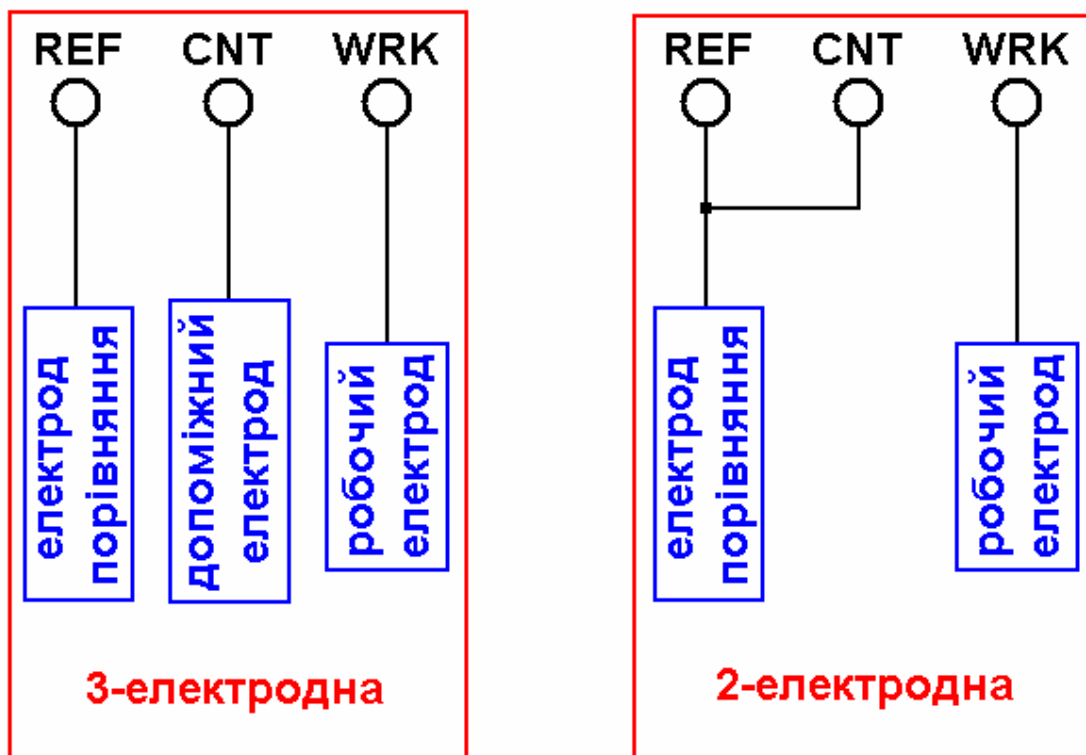 REF CNT WRK
електрод
порівняння
допоміжний
електрод
робочий
електрод
3-електродна
REF CNT WRK
електрод
порівняння
робочий
електрод
2-електродна